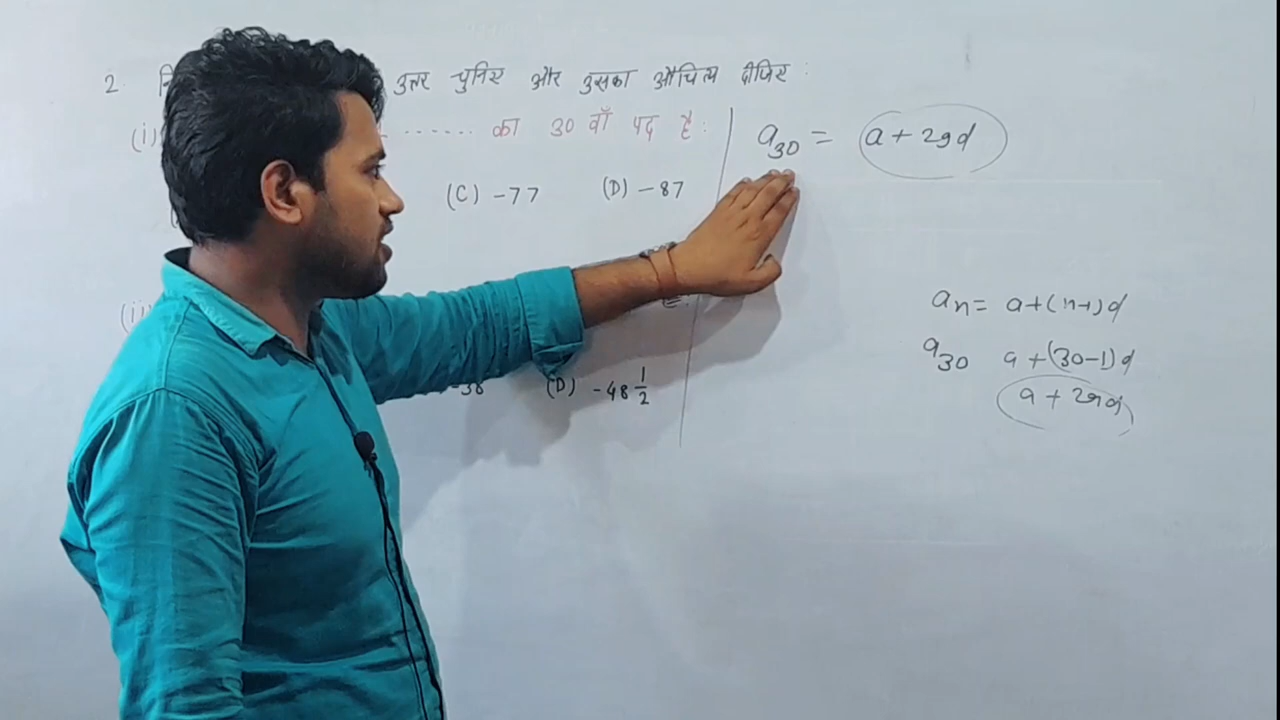 2 उत्तर चुनिए और उसका औचित्य दीजिए :
(i) ....... का 30 वाँ पद है :
(C) -77 (D) -87
-38 (D) -48 1/2
a30 = a + 29d
an = a+(n-1)d
a30 a+(30-1)d
a + 29d